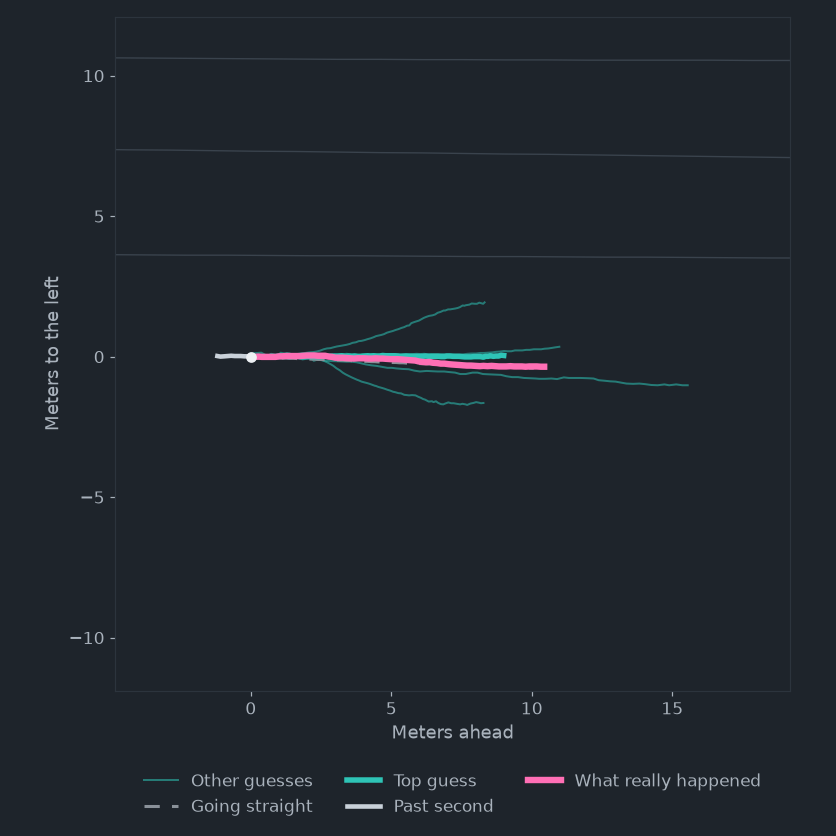 10
5
0
−5
−10
Meters to the left
0 5 10 15
Meters ahead
Other guesses Top guess What really happened
Going straight Past second